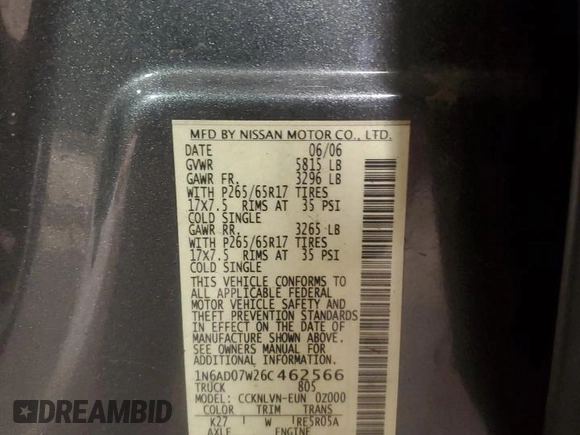 MFD BY NISSAN MOTOR CO., LTD.
DATE 06/06
GVWR 5815 LB
GAWR FR. 3296 LB
WITH P265/65R17 TIRES
17X7.5 RIMS AT 35 PSI
COLD SINGLE
GAWR RR. 3265 LB
WITH P265/65R17 TIRES
17X7.5 RIMS AT 35 PSI
COLD SINGLE
THIS VEHICLE CONFORMS TO
ALL APPLICABLE FEDERAL
MOTOR VEHICLE SAFETY AND
THEFT PREVENTION STANDARDS
IN EFFECT ON THE DATE OF
MANUFACTURE SHOWN ABOVE.
SEE OWNERS MANUAL FOR
ADDITIONAL INFORMATION.
1N6AD07W26C462566
TRUCK 805
MODEL CCKNLVN-EUN 0Z000
COLOR TRIM TRANS
K27 W RE5R05A
AXLE ENGINE
DREAMBID